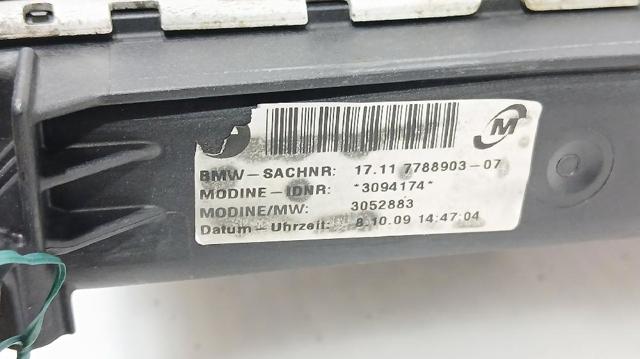 M
BMW-SACHNR: 17.11 7788903-07
MODINE-IDNR: *3094174*
MODINE/MW: 3052883
Datum-Uhrzeit: 8.10.09 14:47:04